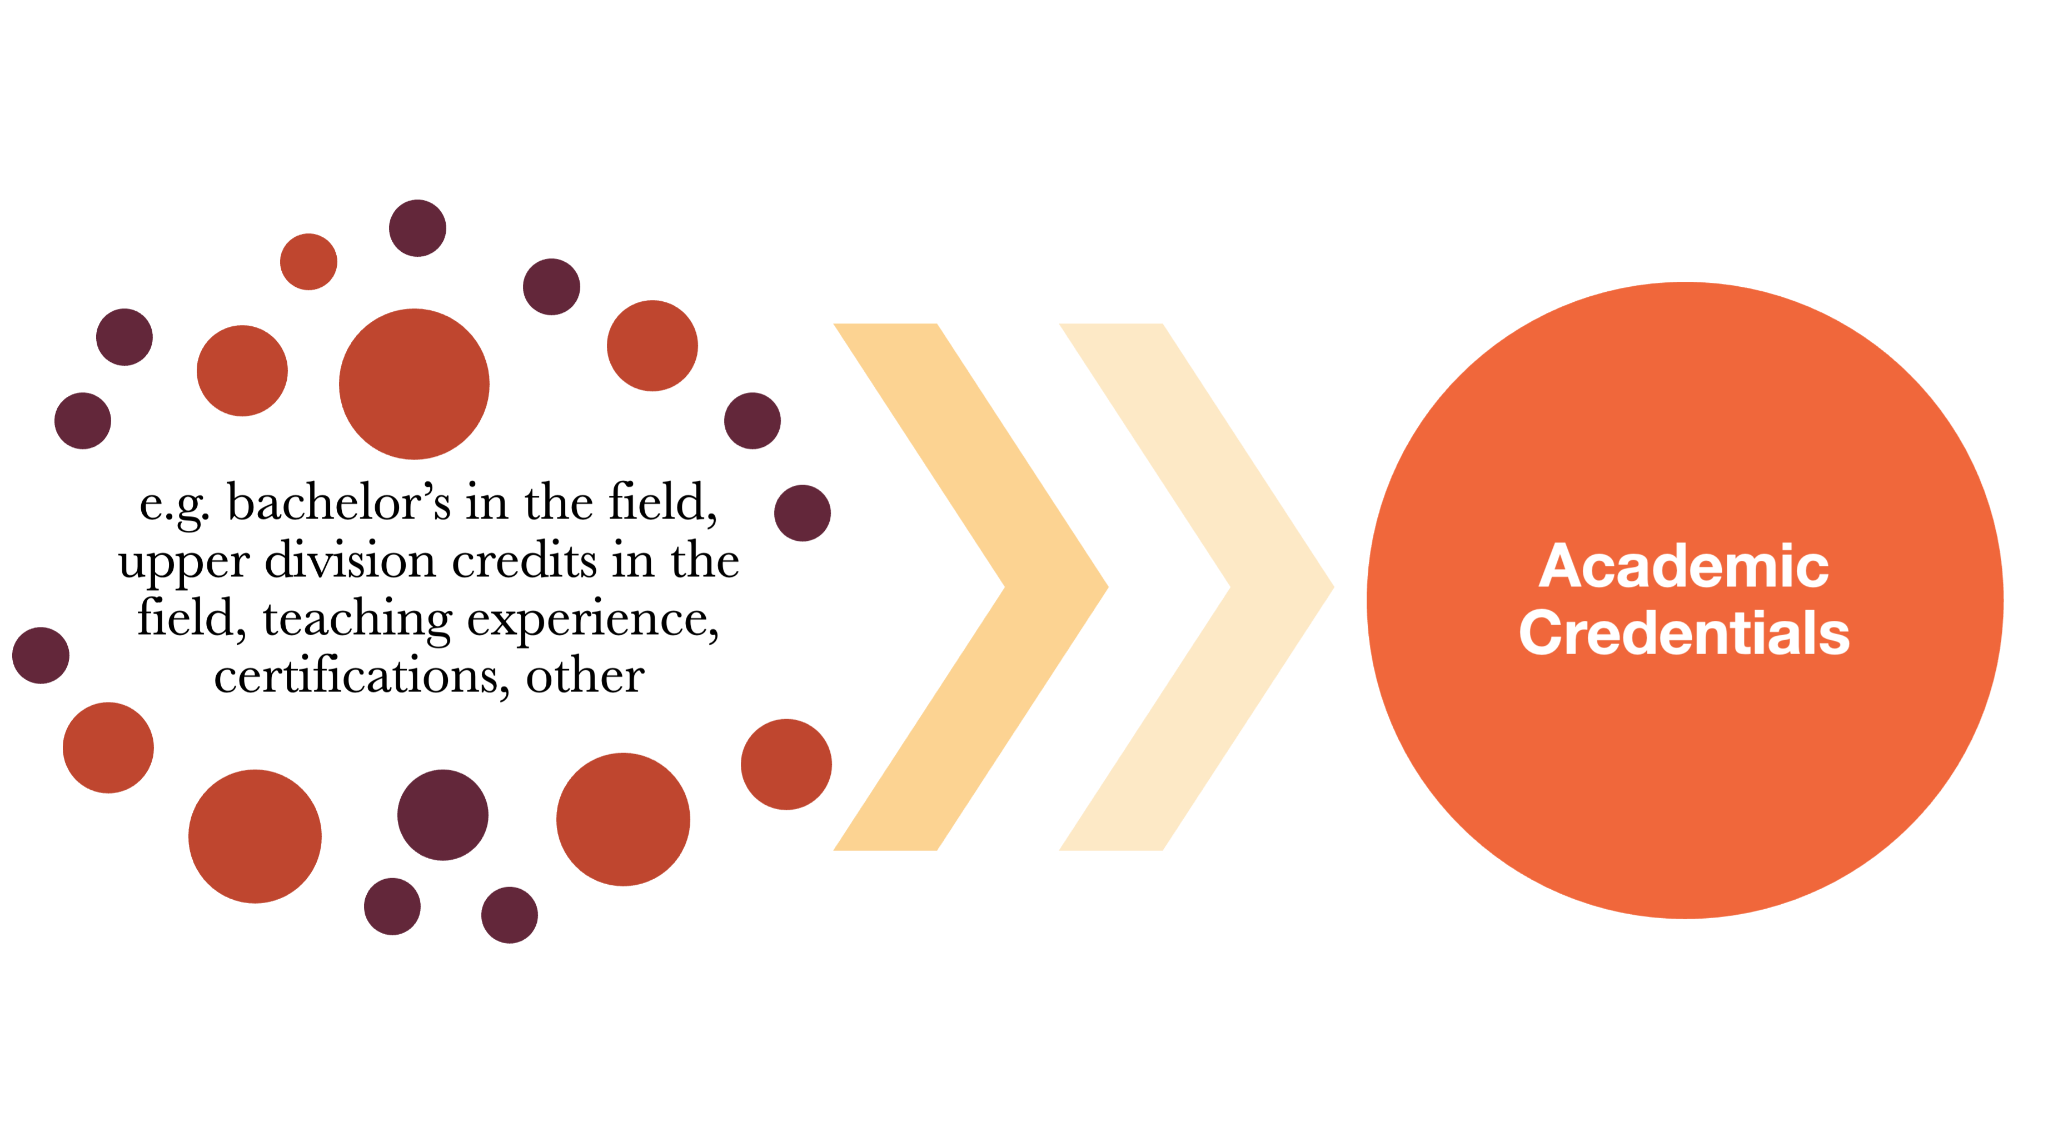 e.g. bachelor’s in the field,
upper division credits in the
field, teaching experience,
certifications, other
Academic
Credentials